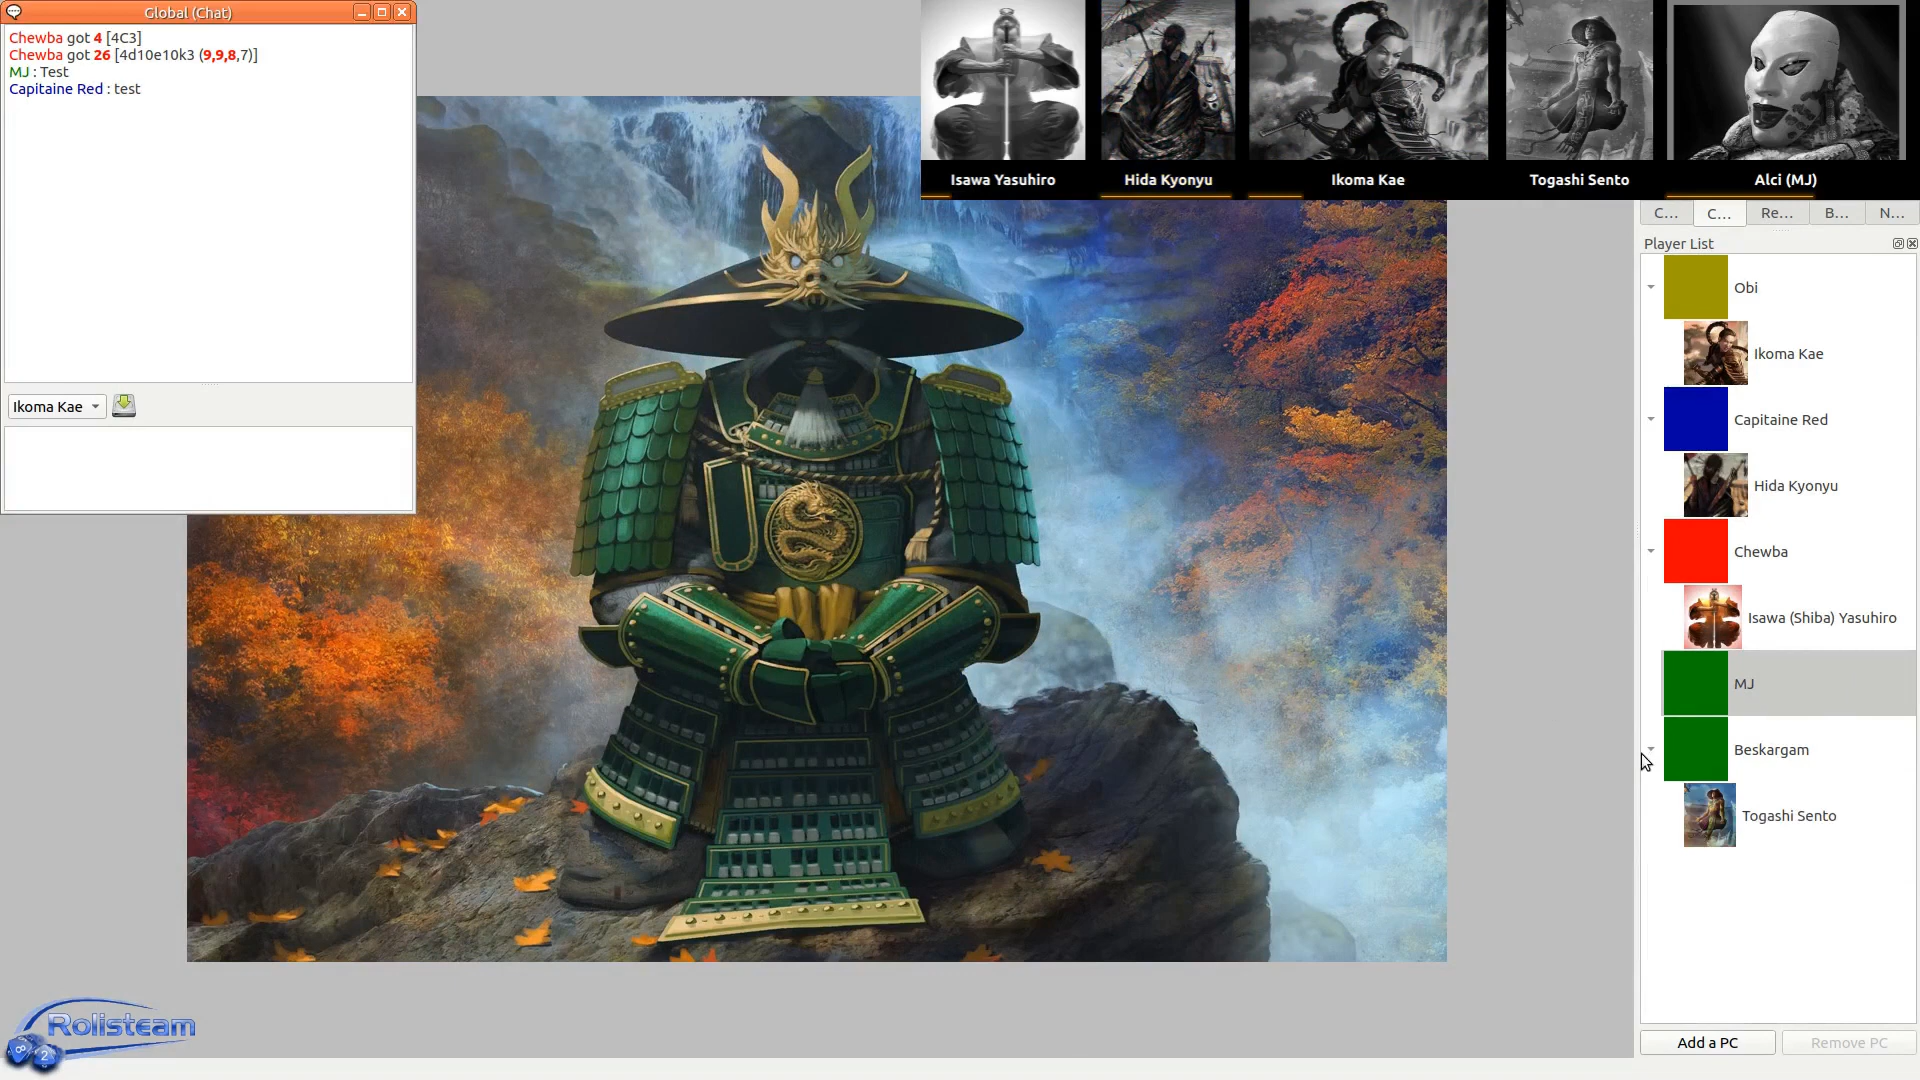 Global (Chat)
Chewba got 4 [4C3]
Chewba got 26 [4d10e10k3 (9,9,8,7)]
MJ : Test
Capitaine Red : test
Ikoma Kae
Isawa Yasuhiro
Hida Kyonyu
Ikoma Kae
Togashi Sento
Alci (MJ)
C...
C...
Re...
B...
N...
Player List
Obi
Ikoma Kae
Capitaine Red
Hida Kyonyu
Chewba
Isawa (Shiba) Yasuhiro
MJ
Beskargam
Togashi Sento
Add a PC
Remove PC
Rolisteam
8
2